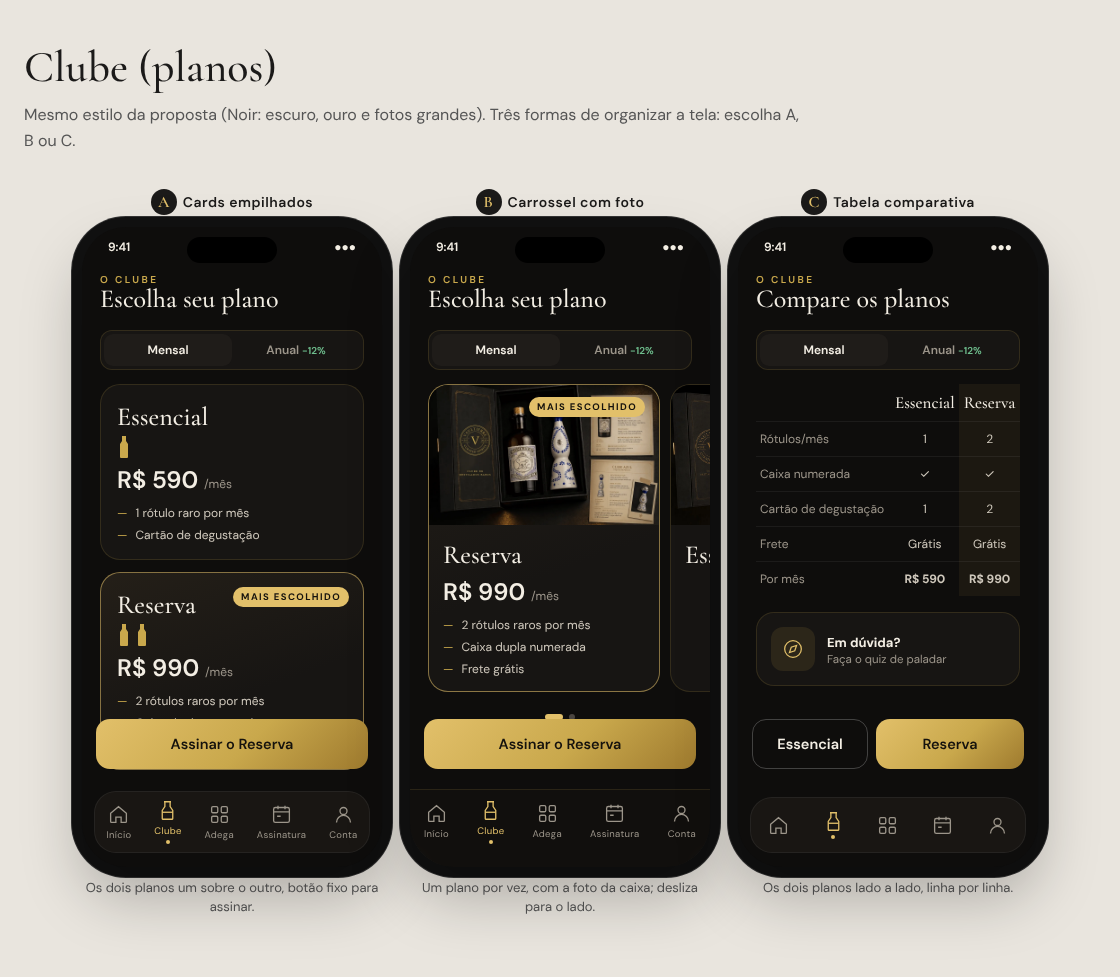 Clube (planos)
Mesmo estilo da proposta (Noir: escuro, ouro e fotos grandes). Três formas de organizar a tela: escolha A,
B ou C.
A Cards empilhados
9:41
O CLUBE
Escolha seu plano
Mensal
Anual -12%
Essencial
R$ 590 /mês
— 1 rótulo raro por mês
— Cartão de degustação
Reserva
MAIS ESCOLHIDO
R$ 990 /mês
— 2 rótulos raros por mês
Assinar o Reserva
Início
Clube
Adega
Assinatura
Conta
Os dois planos um sobre o outro, botão fixo para
assinar.
B Carrossel com foto
9:41
O CLUBE
Escolha seu plano
Mensal
Anual -12%
MAIS ESCOLHIDO
V
Reserva
R$ 990 /mês
— 2 rótulos raros por mês
— Caixa dupla numerada
— Frete grátis
Ess
Assinar o Reserva
Início
Clube
Adega
Assinatura
Conta
Um plano por vez, com a foto da caixa; desliza
para o lado.
C Tabela comparativa
9:41
O CLUBE
Compare os planos
Mensal
Anual -12%
Essencial Reserva
Rótulos/mês 1 2
Caixa numerada ✓ ✓
Cartão de degustação 1 2
Frete Grátis Grátis
Por mês R$ 590 R$ 990
Em dúvida?
Faça o quiz de paladar
Essencial
Reserva
Os dois planos lado a lado, linha por linha.